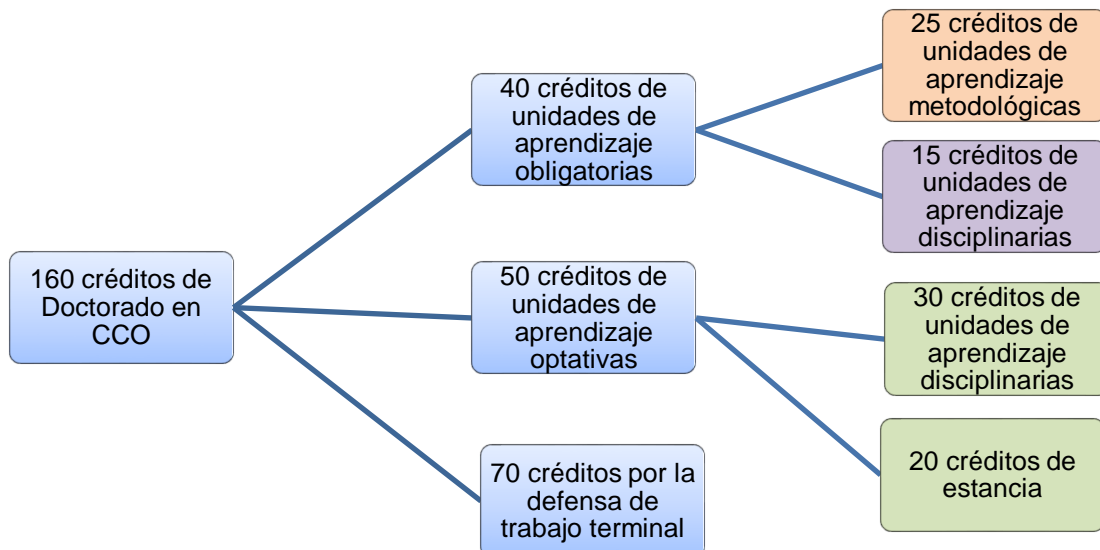 160 créditos de
Doctorado en
CCO
40 créditos de
unidades de
aprendizaje
obligatorias
25 créditos de
unidades de
aprendizaje
metodológicas
15 créditos de
unidades de
aprendizaje
disciplinarias
50 créditos de
unidades de
aprendizaje
optativas
30 créditos de
unidades de
aprendizaje
disciplinarias
20 créditos de
estancia
70 créditos por la
defensa de
trabajo terminal